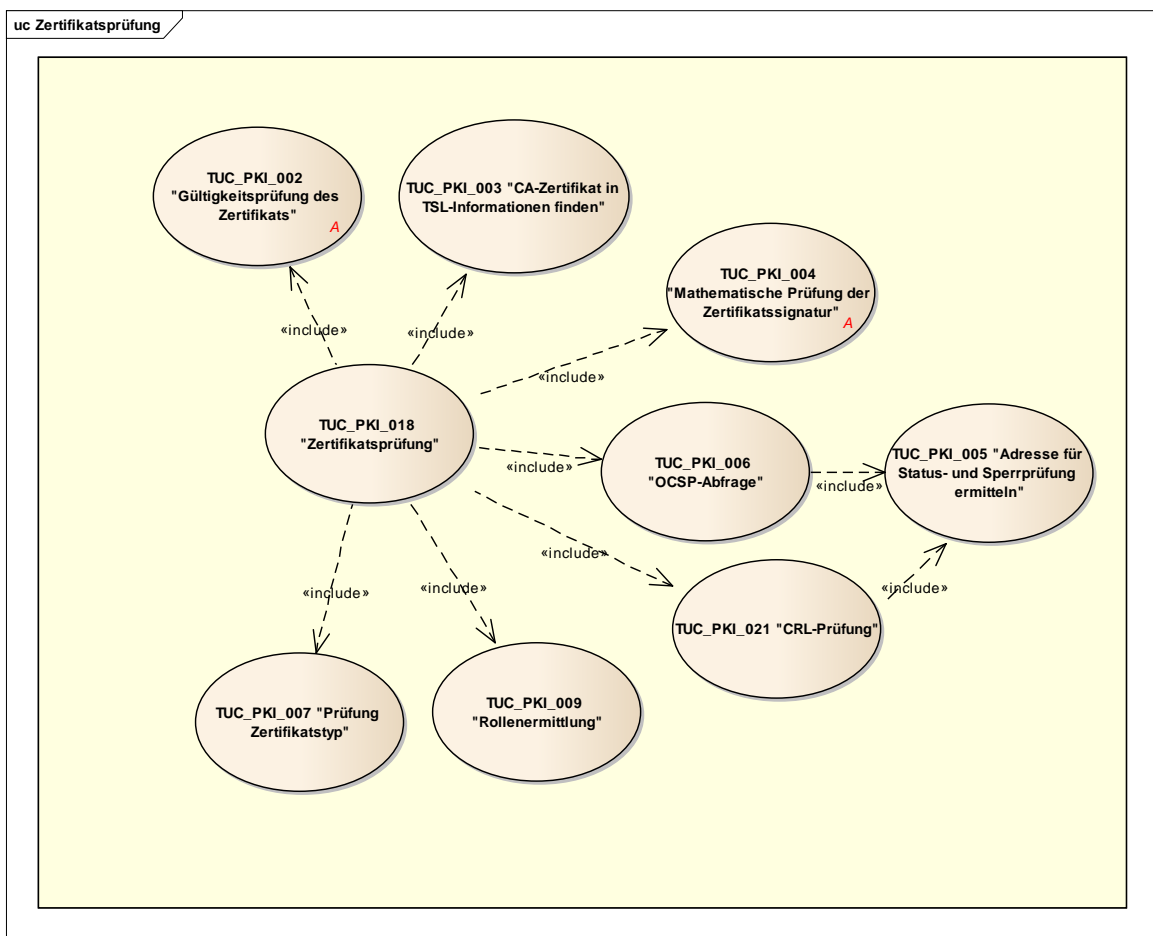 uc Zertifikatsprüfung
TUC_PKI_002
"Gültigkeitsprüfung des
Zertifikats"
A
TUC_PKI_003 "CA-Zertifikat in
TSL-Informationen finden"
TUC_PKI_004
"Mathematische Prüfung der
Zertifikatssignatur"
A
«include»
«include»
«include»
TUC_PKI_018
"Zertifikatsprüfung"
TUC_PKI_006
"OCSP-Abfrage"
«include»
«include»
TUC_PKI_005 "Adresse für
Status- und Sperrprüfung
ermitteln"
«include»
«include»
TUC_PKI_021 "CRL-Prüfung"
«include»
«include»
TUC_PKI_007 "Prüfung
Zertifikatstyp"
TUC_PKI_009
"Rollenermittlung"